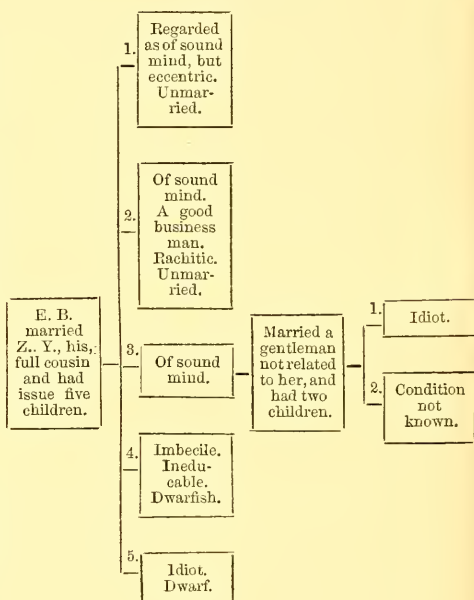 1.
Regarded
as of sound
mind, but
eccentric.
Unmar-
ried.
2.
Of sound
mind.
A good
business
man.
Rachitic.
Unmar-
ried.
E. B.
married
Z.. Y., his,
full cousin
and had
issue five
children.
3.
Of sound
mind.
Married a
gentleman
not related
to her, and
had two
children.
1.
Idiot.
2.
Condition
not
known.
4.
Imbecile.
Inedu-
cable.
Dwarfish.
5.
Idiot.
Dwarf.